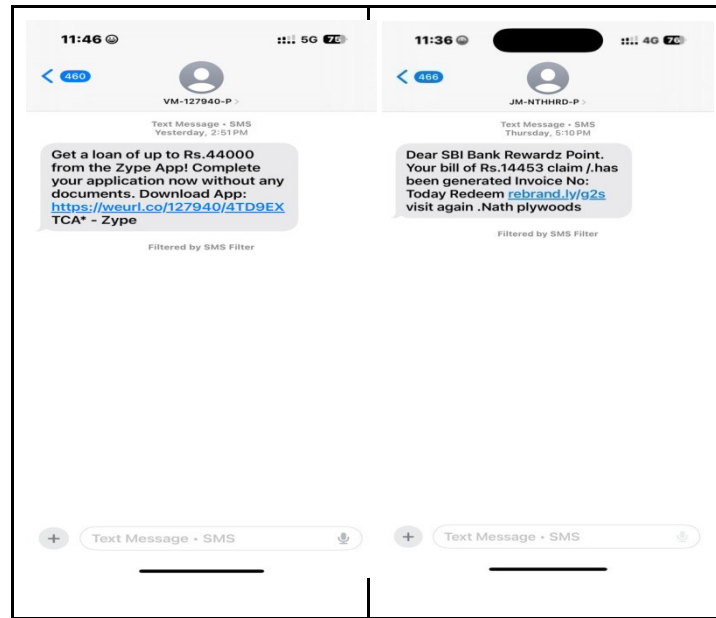 11:46
5G 75
460
VM-127940-P >
Text Message • SMS
Yesterday, 2:51 PM
Get a loan of up to Rs.44000
from the Zype App! Complete
your application now without any
documents. Download App:
https://weurl.co/127940/4TD9EX
TCA* - Zype
Filtered by SMS Filter
Text Message • SMS
11:36
4G 76
466
JM-NTHHRD-P >
Text Message • SMS
Thursday, 5:10 PM
Dear SBI Bank Rewardz Point.
Your bill of Rs.14453 claim /.has
been generated Invoice No:
Today Redeem rebrand.ly/g2s
visit again .Nath plywoods
Filtered by SMS Filter
Text Message • SMS